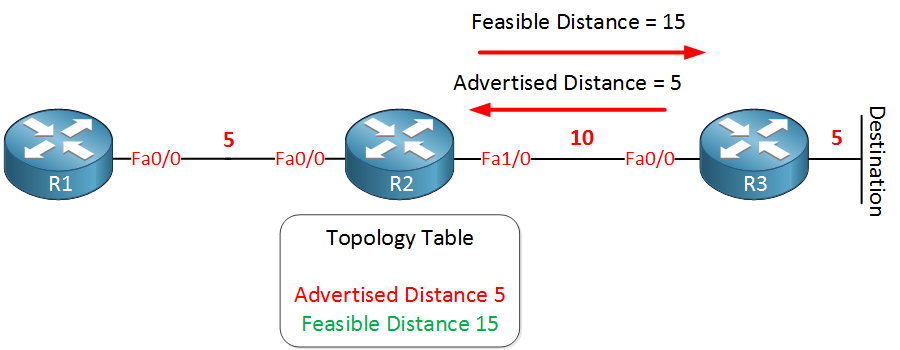 Feasible Distance = 15
Advertised Distance = 5
5
10
5
Destination
Fa0/0
Fa0/0
Fa1/0
Fa0/0
R1
R2
R3
Topology Table
Advertised Distance 5
Feasible Distance 15